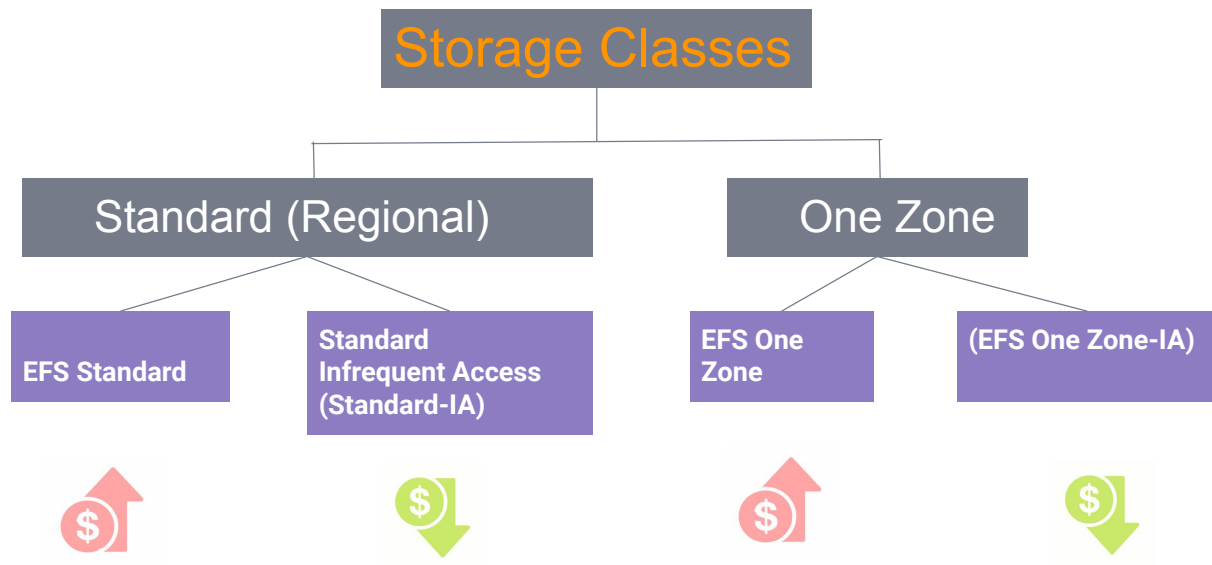 Storage Classes
Standard (Regional)
One Zone
EFS Standard
Standard
Infrequent Access
(Standard-IA)
EFS One
Zone
(EFS One Zone-IA)
$
$
$
$